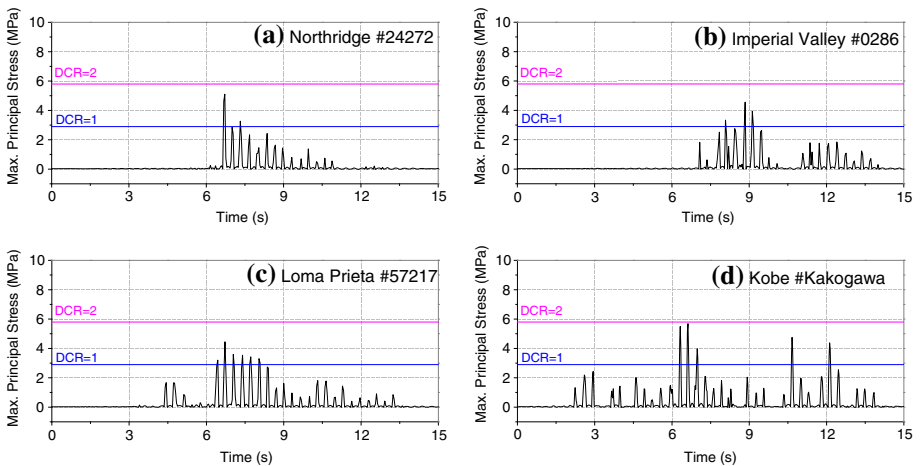 Max. Principal Stress (MPa)
10
8
6
4
2
0
(a) Northridge #24272
DCR=2
DCR=1
0 3 6 9 12 15
Time (s)
Max. Principal Stress (MPa)
10
8
6
4
2
0
(b) Imperial Valley #0286
DCR=2
DCR=1
0 3 6 9 12 15
Time (s)
Max. Principal Stress (MPa)
10
8
6
4
2
0
(c) Loma Prieta #57217
DCR=2
DCR=1
0 3 6 9 12 15
Time (s)
Max. Principal Stress (MPa)
10
8
6
4
2
0
(d) Kobe #Kakogawa
DCR=2
DCR=1
0 3 6 9 12 15
Time (s)